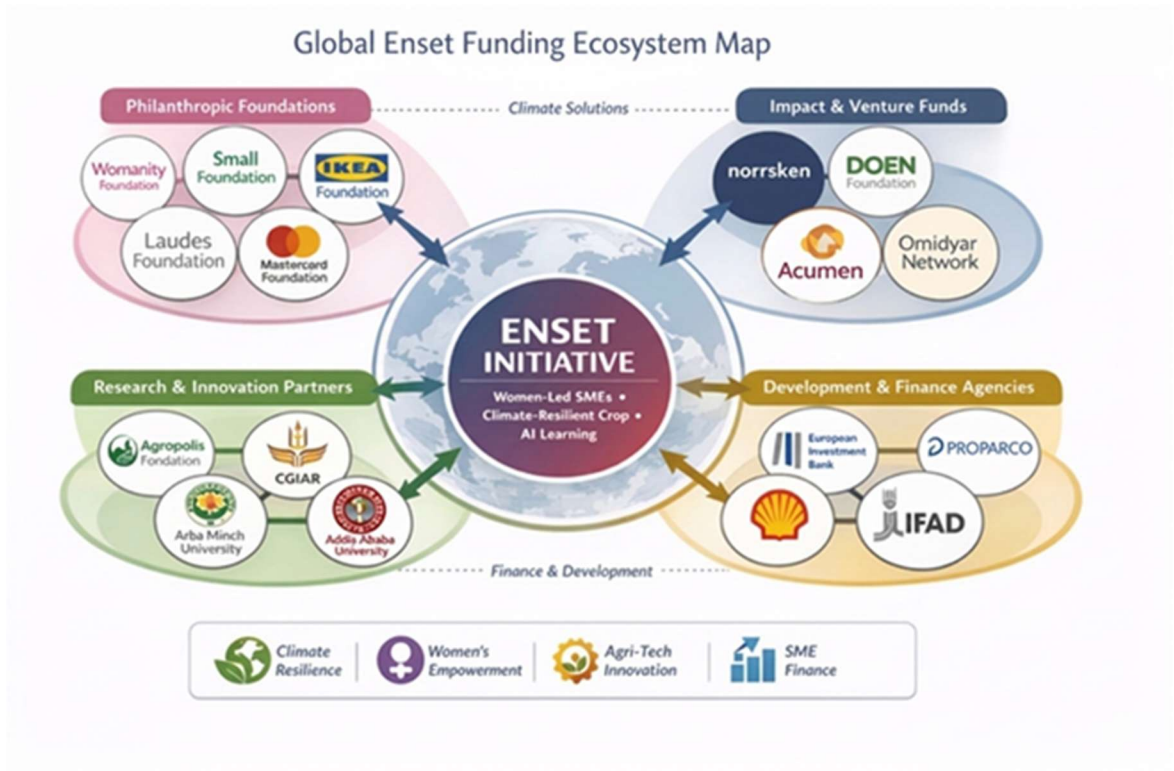 Global Enset Funding Ecosystem Map
Philanthropic Foundations
Climate Solutions
Impact & Venture Funds
Womanity
Foundation
Small
Foundation
IKEA
Foundation
norrsken
DOEN
Foundation
Laudes
Foundation
Mastercard
Foundation
Acumen
Omidyar
Network
ENSET
INITIATIVE
Women-Led SMEs •
Climate-Resilient Crop •
AI Learning
Research & Innovation Partners
Development & Finance Agencies
Agropolis
Fondation
CGIAR
European
Investment
Bank
PROPARCO
Arba Minch
University
Addis Ababa
University
IFAD
Finance & Development
Climate
Resilience
Women's
Empowerment
Agri-Tech
Innovation
SME
Finance